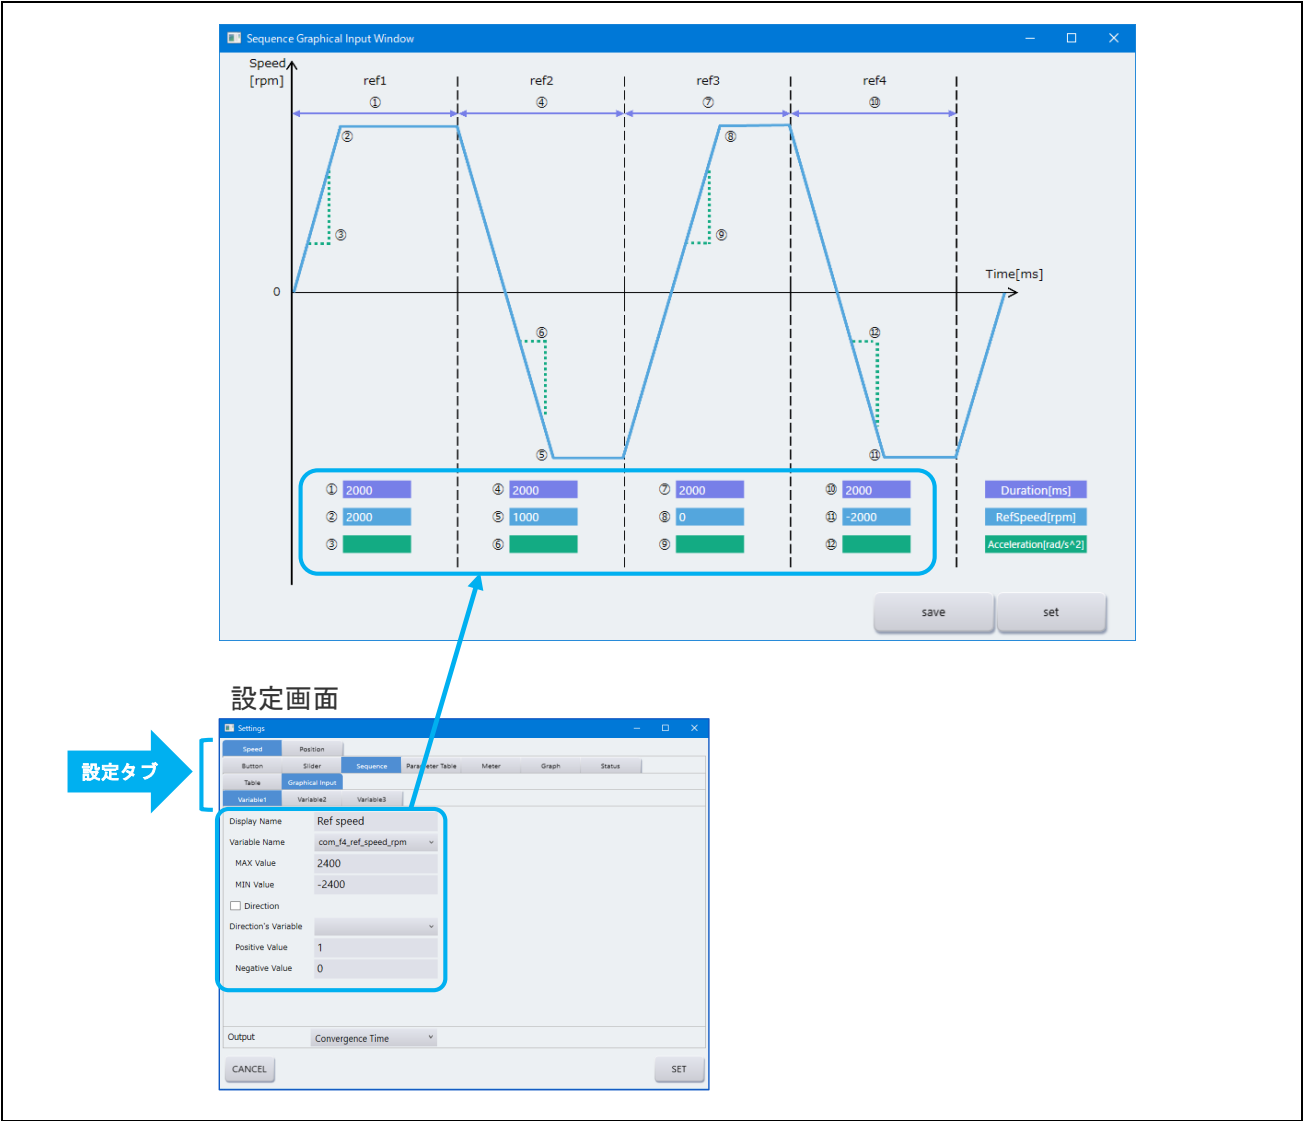 Sequence Graphical Input Window
Speed
[rpm]
ref1 ref2 ref3 ref4
① ④ ⑦ ⑩
② ⑧
③ ⑨
Time[ms]
0
⑥ ⑫
⑤ ⑪
① 2000 ④ 2000 ⑦ 2000 ⑩ 2000 Duration[ms]
② 2000 ⑤ 1000 ⑧ 0 ⑪ -2000 RefSpeed[rpm]
③ ⑥ ⑨ ⑫ Acceleration[rad/s^2]
save set
設定画面
設定タブ
Settings
Speed Position
Button Slider Sequence Parameter Table Meter Graph Status
Table Graphical Input
Variable1 Variable2 Variable3
Display Name Ref speed
Variable Name com_f4_ref_speed_rpm
MAX Value 2400
MIN Value -2400
Direction
Direction's Variable
Positive Value 1
Negative Value 0
Output Convergence Time
CANCEL SET